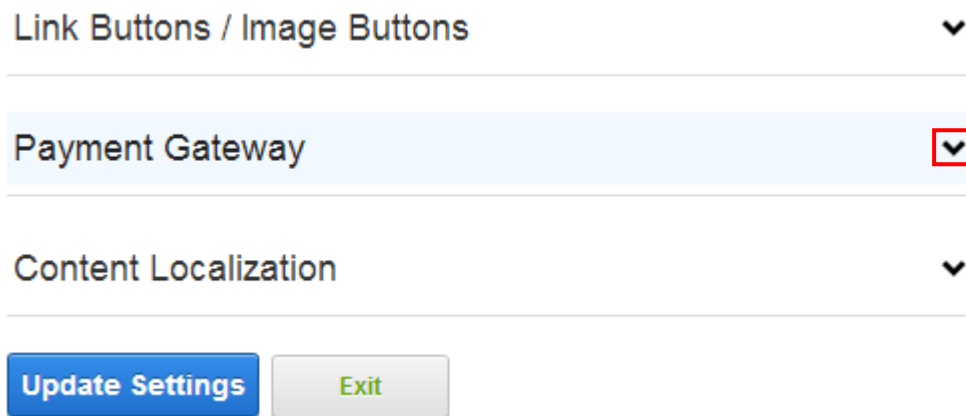 Link Buttons / Image Buttons
Payment Gateway
Content Localization
Update Settings
Exit